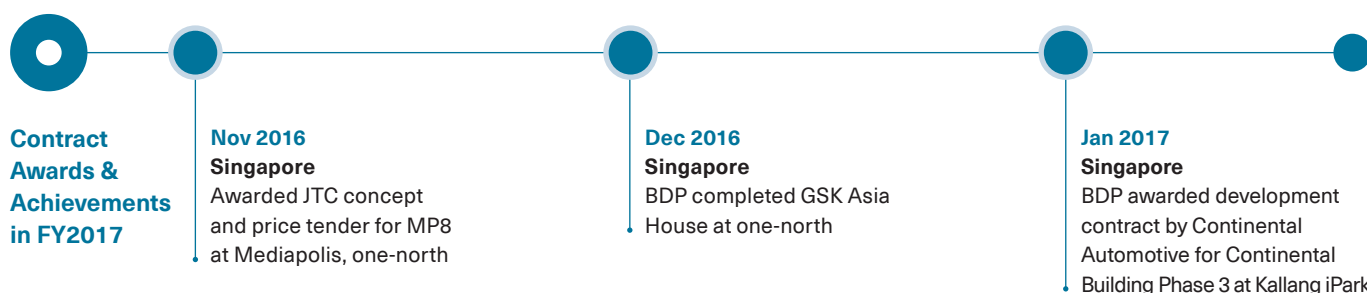 Contract
Awards &
Achievements
in FY2017
Nov 2016
Singapore
Awarded JTC concept
and price tender for MP8
at Mediapolis, one-north
Dec 2016
Singapore
BDP completed GSK Asia
House at one-north
Jan 2017
Singapore
BDP awarded development
contract by Continental
Automotive for Continental
Building Phase 3 at Kallang iPark